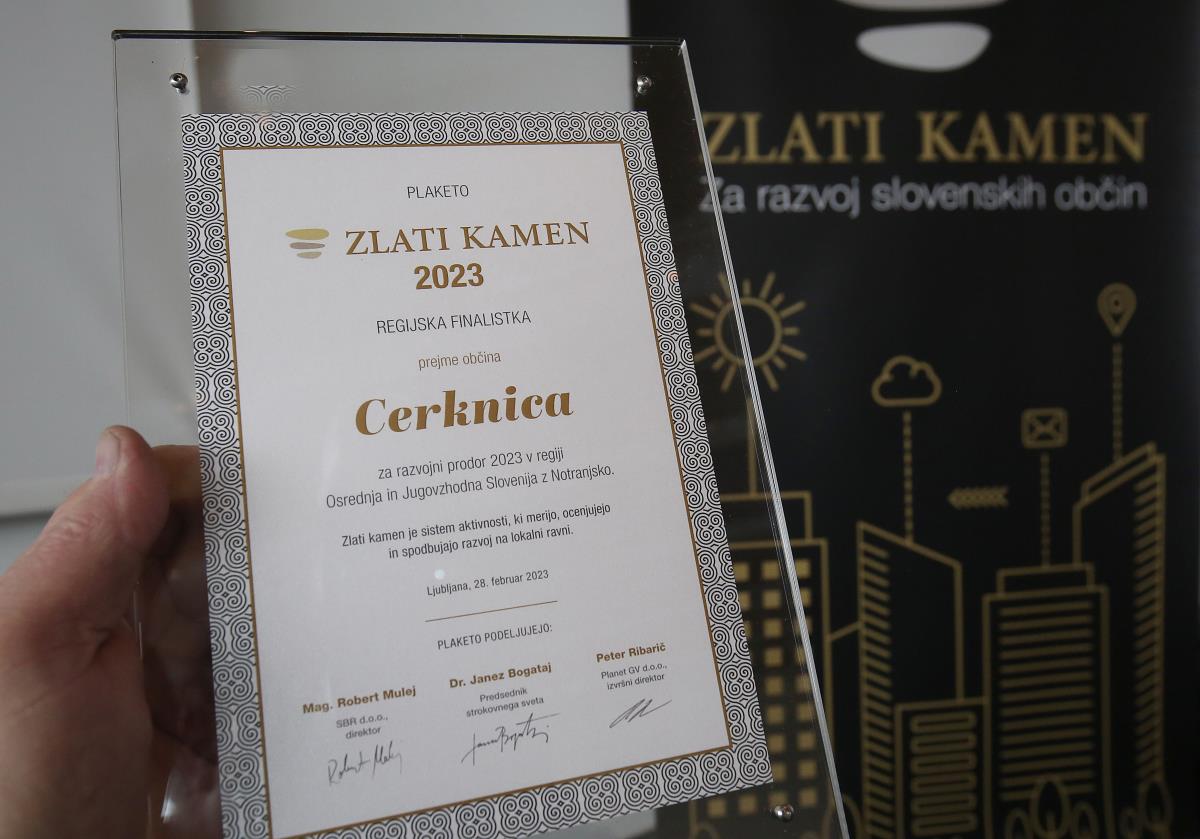 PLAKETO
ZLATI KAMEN
2023
REGIJSKA FINALISTKA
prejme občina
Cerknica
za razvojni prodor 2023 v regiji
Osrednja in Jugovzhodna Slovenija z Notranjsko.
Zlati kamen je sistem aktivnosti, ki merijo, ocenjujejo
in spodbujajo razvoj na lokalni ravni.
Ljubljana, 28. februar 2023
PLAKETO PODELJUJEJO:
Mag. Robert Mulej
SBR d.o.o.,
direktor
Dr. Janez Bogataj
Predsednik
strokovnega sveta
Peter Ribarič
Planet GV d.o.o.,
izvršni direktor
ZLATI KAMEN
Za razvoj slovenskih občin